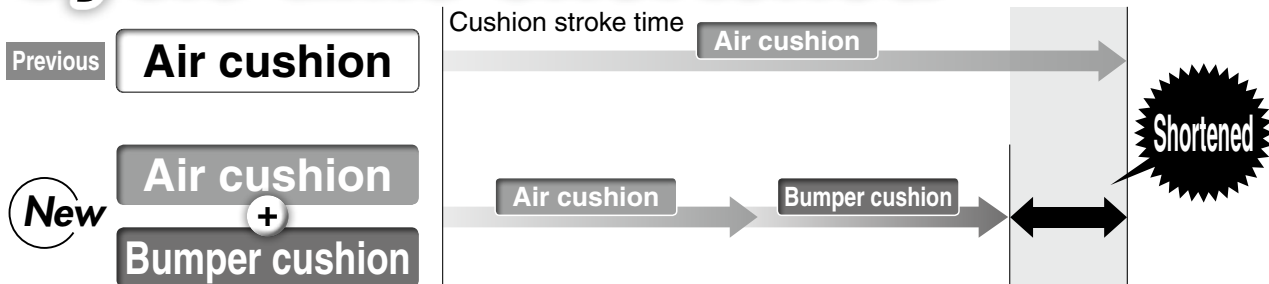 Cushion stroke time
Previous
Air cushion
Air cushion
Shortened
New
Air cushion
+
Bumper cushion
Air cushion
Bumper cushion